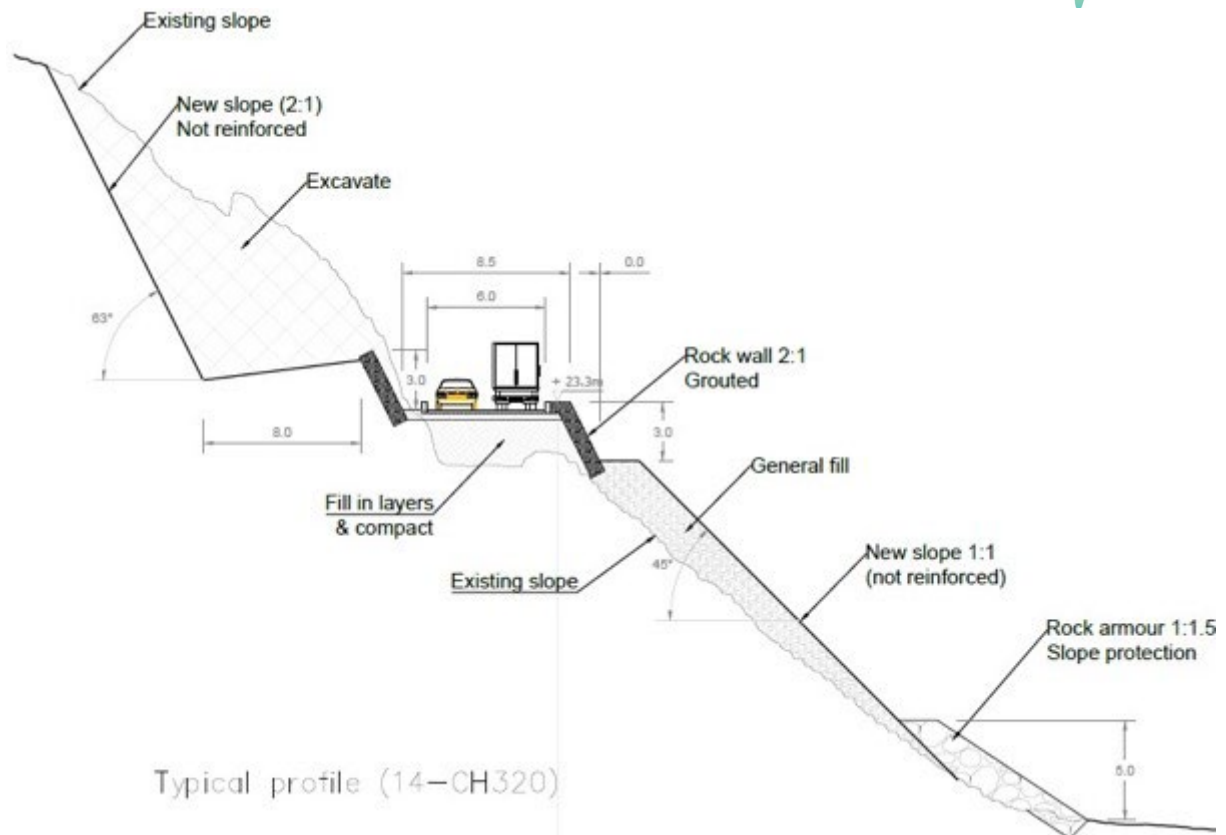 Existing slope
New slope (2:1)
Not reinforced
Excavate
8.5
0.0
6.0
63°
3.0
+ 23.3m
Rock wall 2:1
Grouted
3.0
8.0
General fill
Fill in layers
& compact
New slope 1:1
(not reinforced)
Existing slope
45°
Rock armour 1:1.5
Slope protection
5.0
Typical profile (14-CH320)